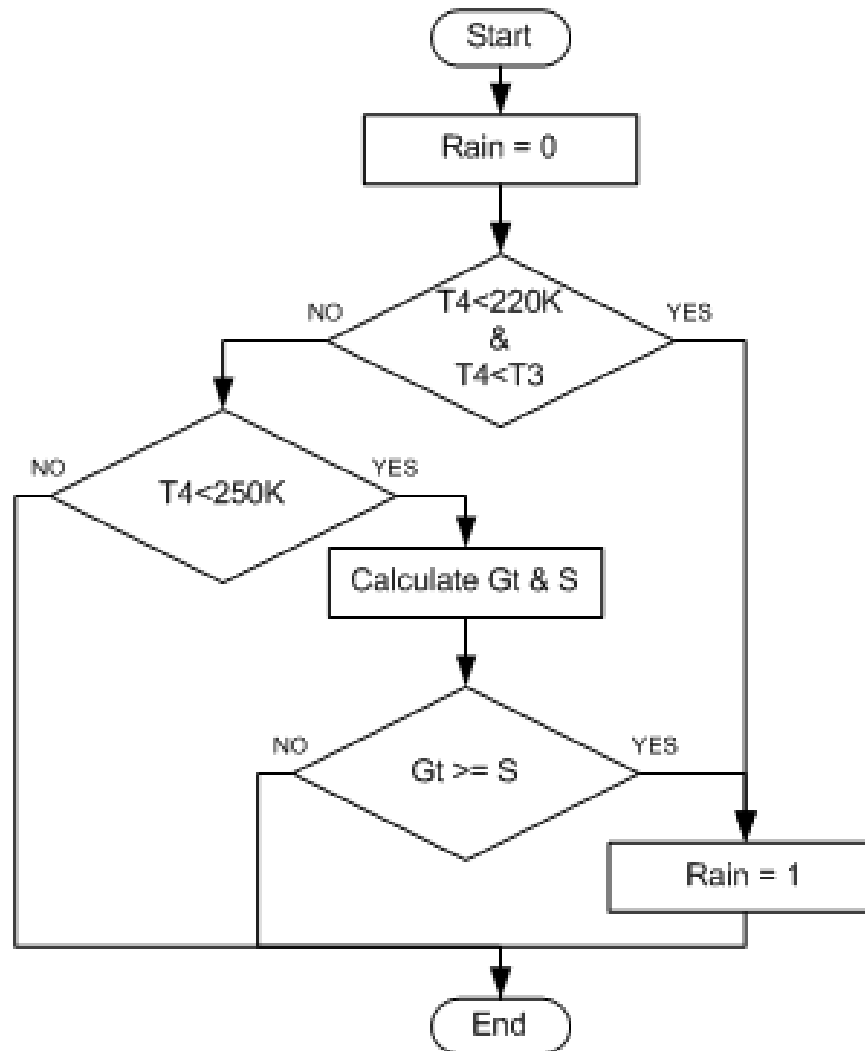 Start
Rain = 0
T4<220K
&
T4<T3
NO
YES
T4<250K
NO
YES
Calculate Gt & S
Gt >= S
NO
YES
Rain = 1
End